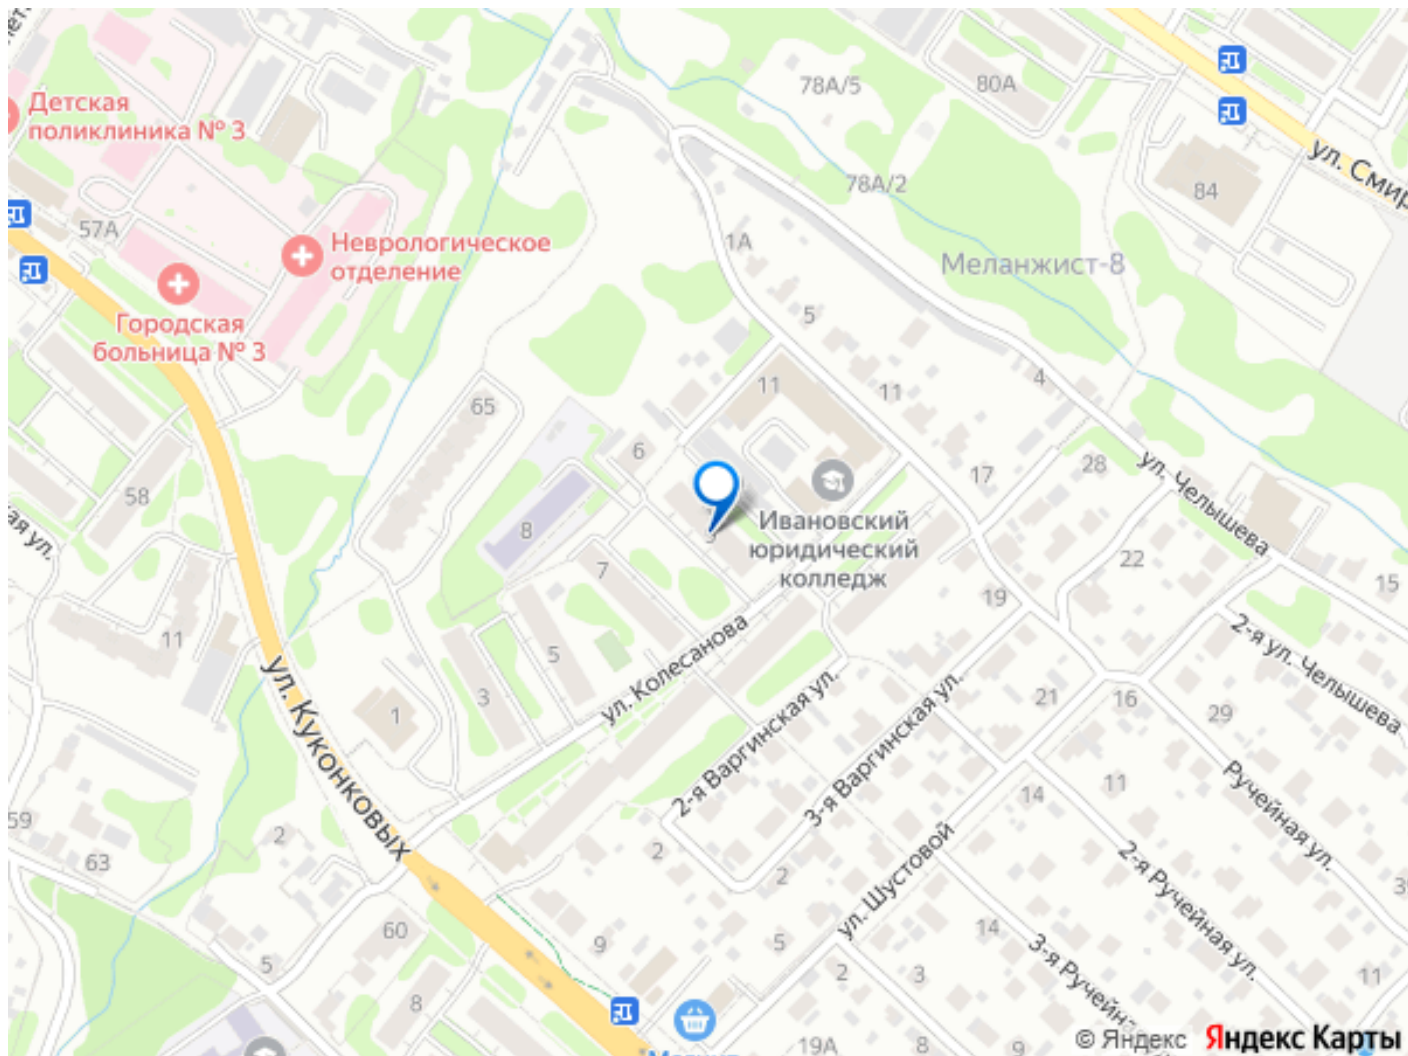 78А/5
80А
Детская
поликлиника № 3
ул. Смир
84
78А/2
57А
1А
Неврологическое
отделение
Меланжист-8
Городская
больница № 3
5
4
11
11
65
6
17
28
ул. Челышева
58
8
Ивановский
юридический
колледж
7
22
15
19
2-я ул. Челышева
11
5
ул. Колесанова
3
1
2-я Варгинская ул.
3-я Варгинская ул.
21
16
29
ул. Куконковых
Ручейная ул.
11
14
59
2
63
2
2
ул. Шустовой
2-я Ручейная ул.
60
9
5
14
3-я Ручейн
5
8
2
3
11
19А
8
9
© Яндекс Яндекс Карты